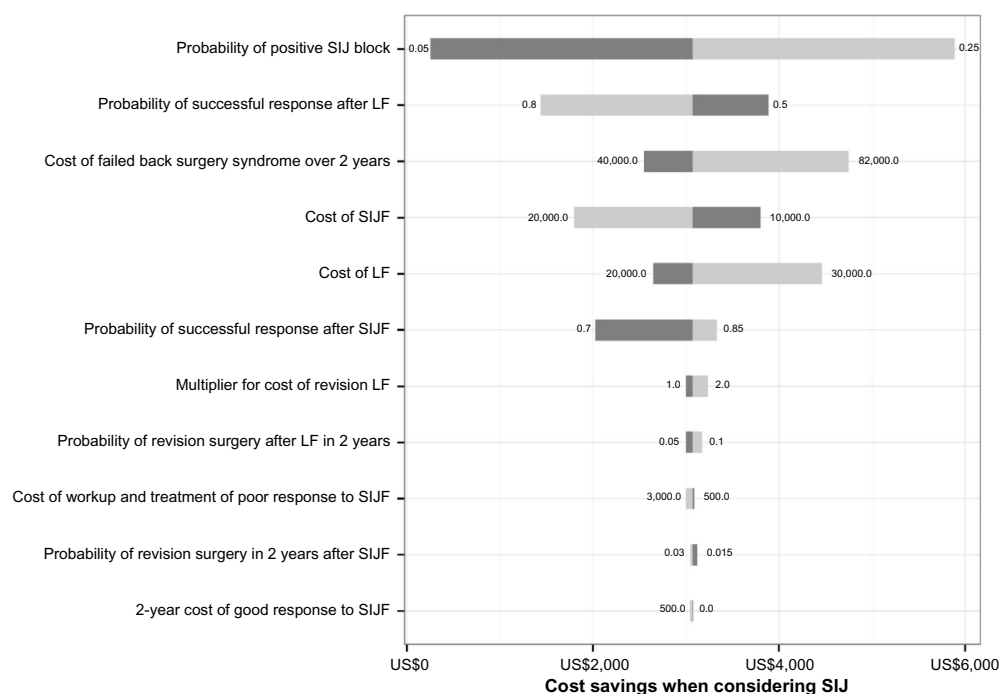 Probability of positive SIJ block
0.05
0.25
Probability of successful response after LF
0.8
0.5
Cost of failed back surgery syndrome over 2 years
40,000.0
82,000.0
Cost of SIJF
20,000.0
10,000.0
Cost of LF
20,000.0
30,000.0
Probability of successful response after SIJF
0.7
0.85
Multiplier for cost of revision LF
1.0
2.0
Probability of revision surgery after LF in 2 years
0.05
0.1
Cost of workup and treatment of poor response to SIJF
3,000.0
500.0
Probability of revision surgery in 2 years after SIJF
0.03
0.015
2-year cost of good response to SIJF
500.0
0.0
US$0
US$2,000
US$4,000
US$6,000
Cost savings when considering SIJ